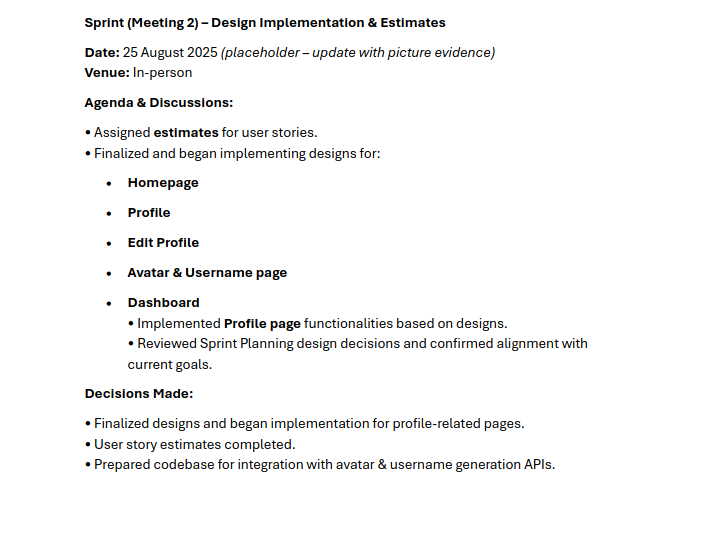 Sprint (Meeting 2) – Design Implementation & Estimates
Date: 25 August 2025 (placeholder – update with picture evidence)
Venue: In-person
Agenda & Discussions:
• Assigned estimates for user stories.
• Finalized and began implementing designs for:
• Homepage
• Profile
• Edit Profile
• Avatar & Username page
• Dashboard
• Implemented Profile page functionalities based on designs.
• Reviewed Sprint Planning design decisions and confirmed alignment with
current goals.
Decisions Made:
• Finalized designs and began implementation for profile-related pages.
• User story estimates completed.
• Prepared codebase for integration with avatar & username generation APIs.